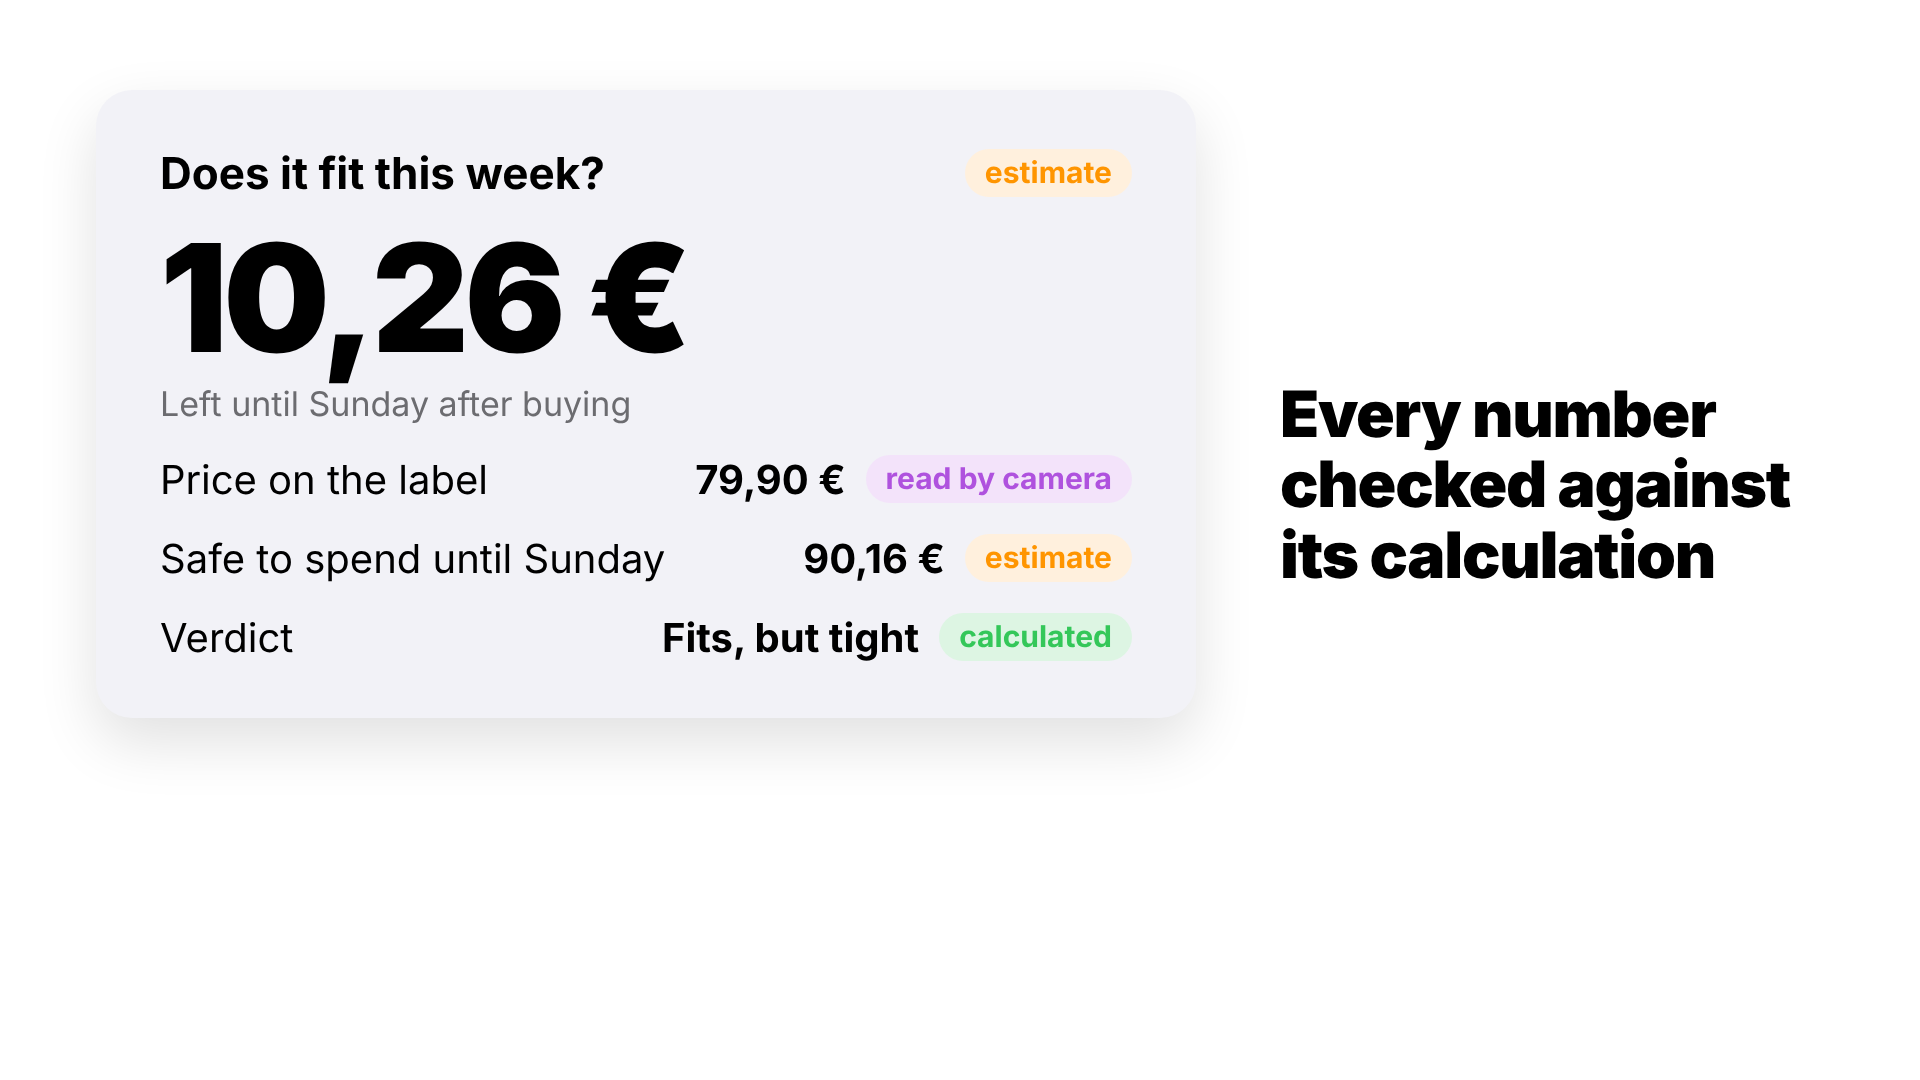 Does it fit this week? estimate
10,26 €
Left until Sunday after buying
Price on the label 79,90 € read by camera
Safe to spend until Sunday 90,16 € estimate
Verdict Fits, but tight calculated
Every number
checked against
its calculation